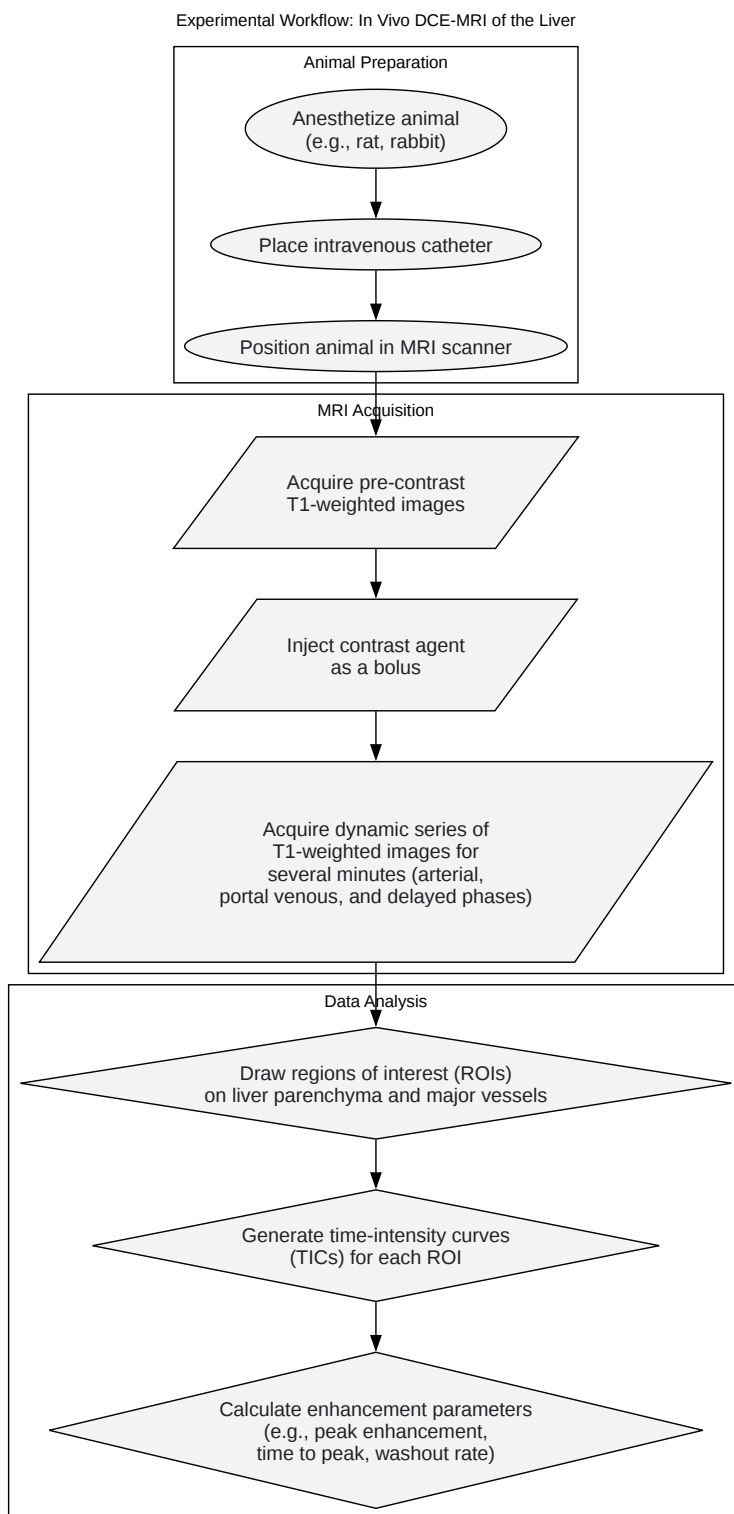 Experimental Workflow: In Vivo DCE-MRI of the Liver
Animal Preparation
Anesthetize animal
(e.g., rat, rabbit)
Place intravenous catheter
Position animal in MRI scanner
MRI Acquisition
Acquire pre-contrast
T1-weighted images
Inject contrast agent
as a bolus
Acquire dynamic series of
T1-weighted images for
several minutes (arterial,
portal venous, and delayed phases)
Data Analysis
Draw regions of interest (ROIs)
on liver parenchyma and major vessels
Generate time-intensity curves
(TICs) for each ROI
Calculate enhancement parameters
(e.g., peak enhancement,
time to peak, washout rate)